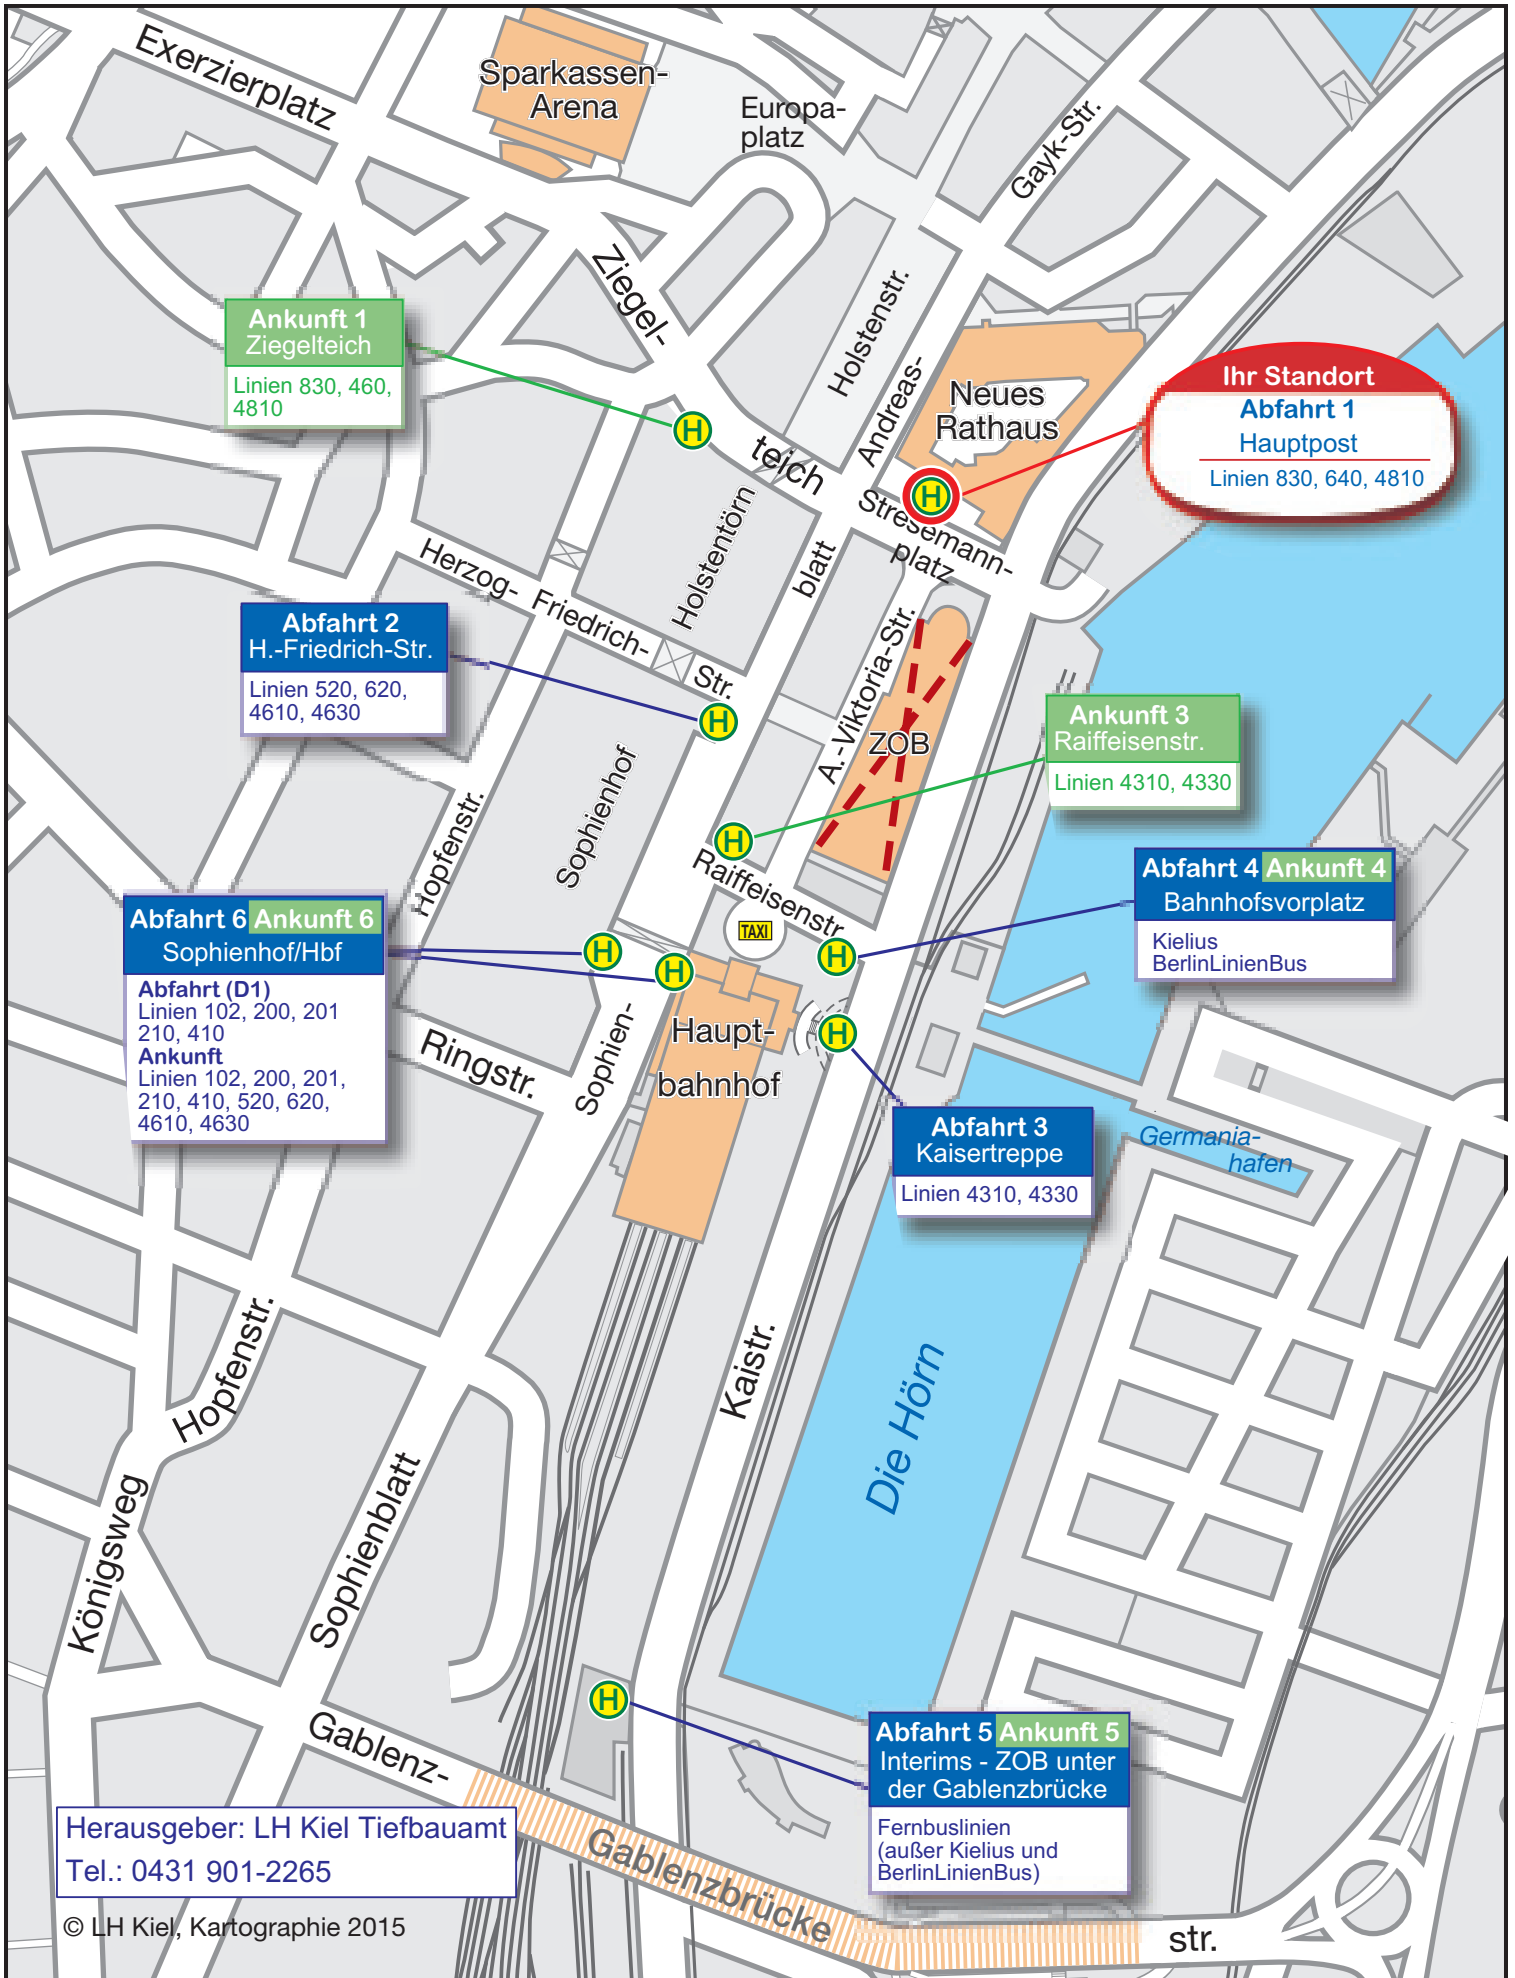 Exerzierplatz
Sparkassen-
Arena
Europa-
platz
Gayk-Str.
Ziegel-
teich
Holstenstr.
Andreas-
Neues
Rathaus
Ankunft 1
Ziegelteich
Linien 830, 460,
4810
H
Ihr Standort
Abfahrt 1
Hauptpost
Linien 830, 640, 4810
H
Stresemann-
platz
Holstentörn
blatt
Herzog-
Friedrich-
Str.
Abfahrt 2
H.-Friedrich-Str.
Linien 520, 620,
4610, 4630
H
A.-Viktoria-Str.
ZOB
Ankunft 3
Raiffeisenstr.
Linien 4310, 4330
H
Sophienhof
Hopfenstr.
Raiffeisenstr.
TAXI
Abfahrt 4 Ankunft 4
Bahnhofsvorplatz
Kielius
BerlinLinienBus
H
Abfahrt 6 Ankunft 6
Sophienhof/Hbf
Abfahrt (D1)
Linien 102, 200, 201
210, 410
Ankunft
Linien 102, 200, 201,
210, 410, 520, 620,
4610, 4630
H
H
Haupt-
bahnhof
H
Sophien-
Ringstr.
Abfahrt 3
Kaisertreppe
Linien 4310, 4330
Germania-
hafen
Hopfenstr.
Kaistr.
Die Hörn
Königsweg
Sophienblatt
H
Gablenz-
Abfahrt 5 Ankunft 5
Interims - ZOB unter
der Gablenzbrücke
Fernbuslinien
(außer Kielius und
BerlinLinienBus)
Gablenzbrücke
str.
Herausgeber: LH Kiel Tiefbauamt
Tel.: 0431 901-2265
© LH Kiel, Kartographie 2015